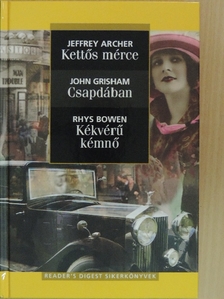 JEFFREY ARCHER
Kettős mérce
JOHN GRISHAM
Csapdában
RHYS BOWEN
Kékvérű
kémnő
READER'S DIGEST SIKERKÖNYVEK